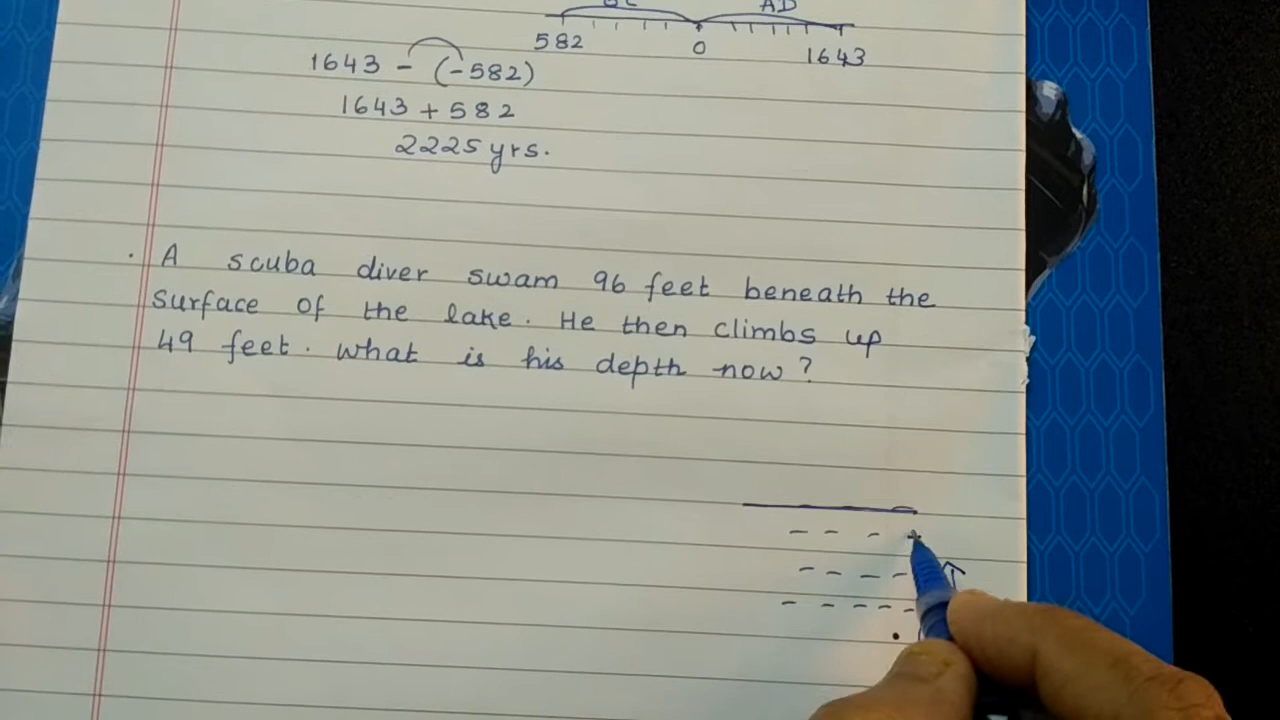 BC AD
582 0 1643
1643 - (-582)
1643 + 582
2225 yrs.
. A scuba diver swam 96 feet beneath the
surface of the lake. He then climbs up
49 feet. what is his depth now?